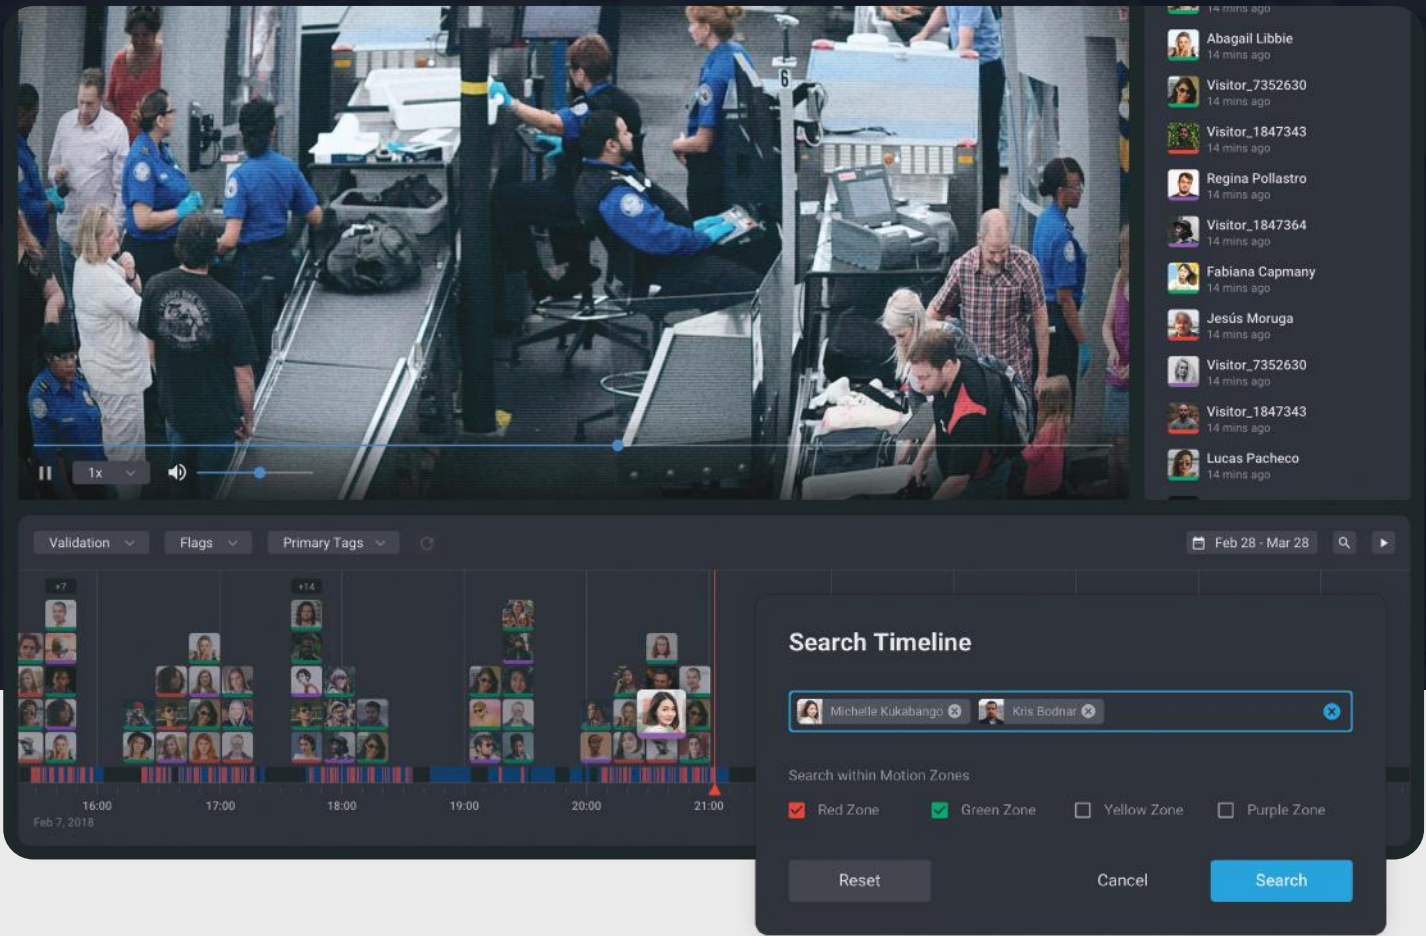 14 mins ago
Abagail Libbie
14 mins ago
Visitor_7352630
14 mins ago
Visitor_1847343
14 mins ago
Regina Pollastro
14 mins ago
Visitor_1847364
14 mins ago
Fabiana Capmany
14 mins ago
Jesús Moruga
14 mins ago
Visitor_7352630
14 mins ago
Visitor_1847343
14 mins ago
Lucas Pacheco
14 mins ago
6
1x
Validation Flags Primary Tags Feb 28 - Mar 28
+7 +14
16:00 17:00 18:00 19:00 20:00 21:00
Feb 7, 2018
Search Timeline
Michelle Kukabango Kris Bodnar
Search within Motion Zones
Red Zone Green Zone Yellow Zone Purple Zone
Reset Cancel Search